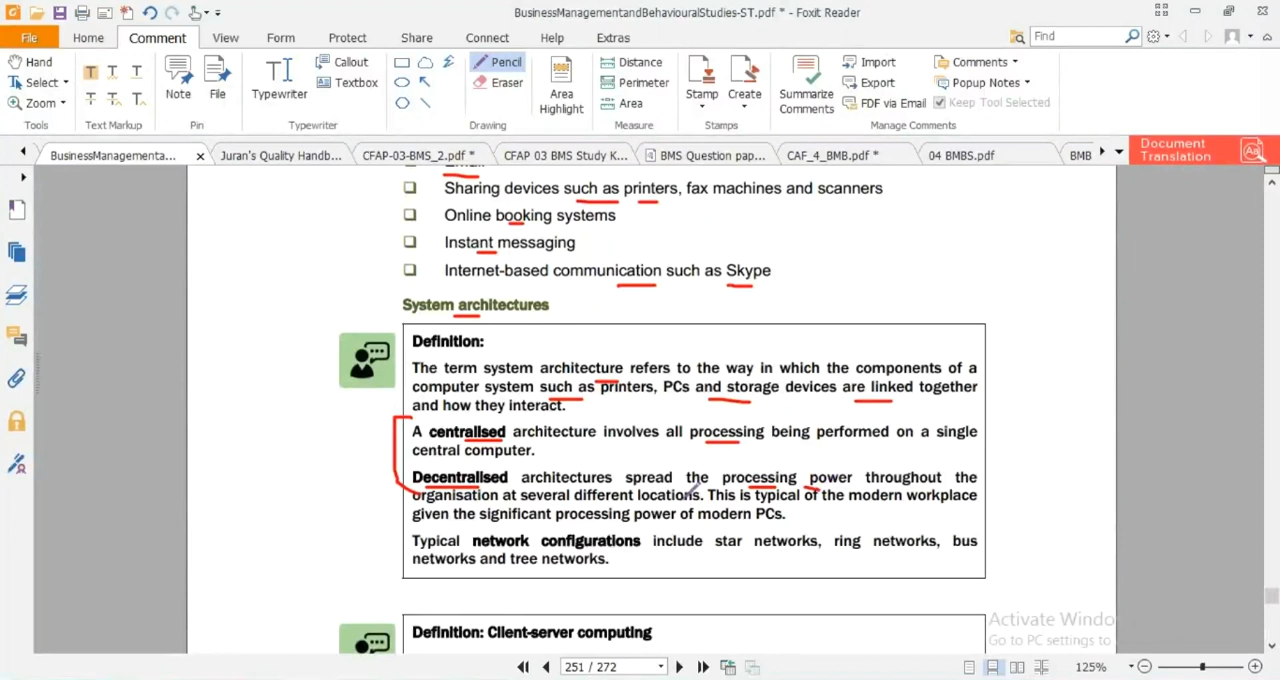 BusinessManagementandBehaviouralStudies-ST.pdf * - Foxit Reader
File Home Comment View Form Protect Share Connect Help Extras Find
Hand
Select
Zoom
Tools
Text Markup
Note
File
Pin
Typewriter
Callout
Textbox
Typewriter
Pencil
Eraser
Drawing
Area
Highlight
Distance
Perimeter
Area
Measure
Stamp
Create
Stamps
Summarize
Comments
Import
Export
FDF via Email
Comments
Popup Notes
Keep Tool Selected
Manage Comments
BusinessManagementa... Juran's Quality Handb... CFAP-03-BMS_2.pdf * CFAP 03 BMS Study K... BMS Question pap... CAF_4_BMB.pdf * 04 BMBS.pdf BMB
Document
Translation
Sharing devices such as printers, fax machines and scanners
Online booking systems
Instant messaging
Internet-based communication such as Skype
System architectures
Definition:
The term system architecture refers to the way in which the components of a
computer system such as printers, PCs and storage devices are linked together
and how they interact.
A centralised architecture involves all processing being performed on a single
central computer.
Decentralised architectures spread the processing power throughout the
organisation at several different locations. This is typical of the modern workplace
given the significant processing power of modern PCs.
Typical network configurations include star networks, ring networks, bus
networks and tree networks.
Definition: Client-server computing
Activate Windo
Go to PC settings to
251 / 272
125%